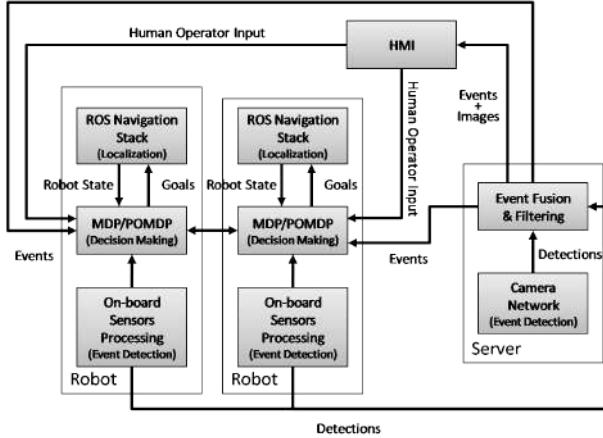 Human Operator Input
HMI
Human Operator Input
Events
+
Images
ROS Navigation
Stack
(Localization)
Robot State
Goals
MDP/POMDP
(Decision Making)
Events
On-board
Sensors
Processing
(Event Detection)
Robot
ROS Navigation
Stack
(Localization)
Robot State
Goals
MDP/POMDP
(Decision Making)
Events
On-board
Sensors
Processing
(Event Detection)
Robot
Event Fusion
& Filtering
Detections
Camera
Network
(Event Detection)
Server
Detections